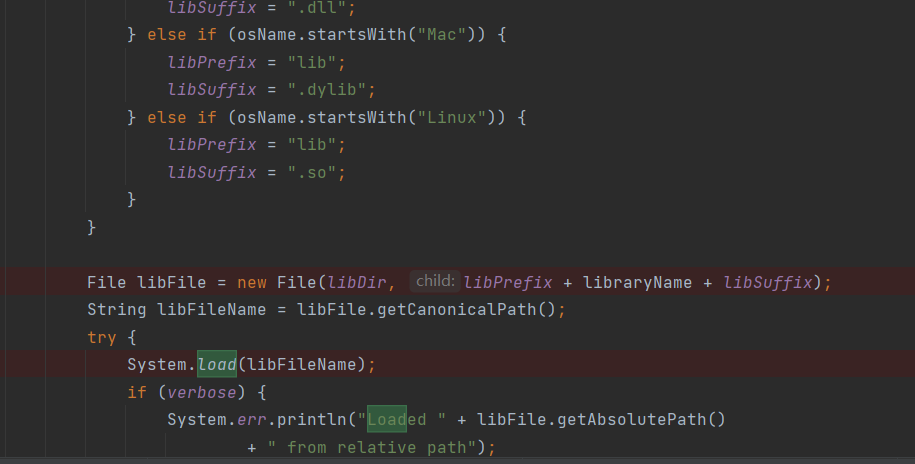 libSuffix = ".dll";
} else if (osName.startsWith("Mac")) {
libPrefix = "lib";
libSuffix = ".dylib";
} else if (osName.startsWith("Linux")) {
libPrefix = "lib";
libSuffix = ".so";
}
}
File libFile = new File(libDir, child: libPrefix + libraryName + libSuffix);
String libFileName = libFile.getCanonicalPath();
try {
System.load(libFileName);
if (verbose) {
System.err.println("Loaded " + libFile.getAbsolutePath()
+ " from relative path");